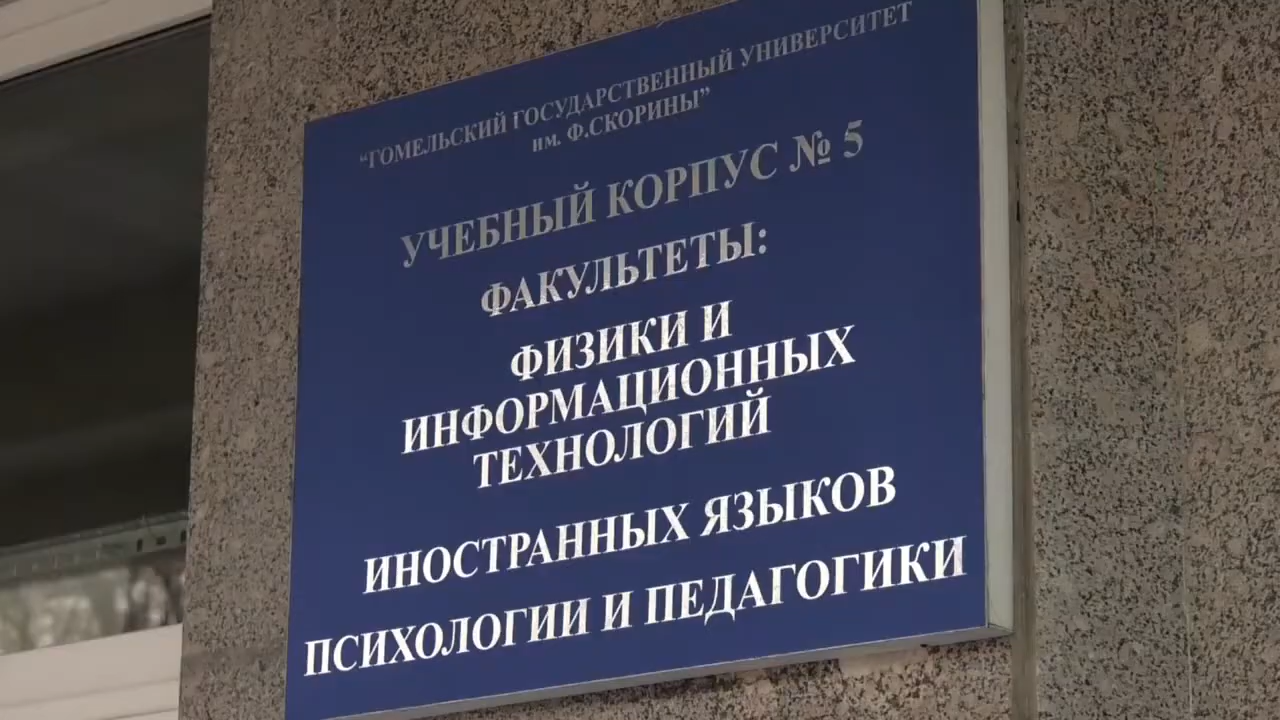 “ГОМЕЛЬСКИЙ ГОСУДАРСТВЕННЫЙ УНИВЕРСИТЕТ
им. Ф.СКОРИНЫ”
УЧЕБНЫЙ КОРПУС № 5
ФАКУЛЬТЕТЫ:
ФИЗИКИ И
ИНФОРМАЦИОННЫХ
ТЕХНОЛОГИЙ
ИНОСТРАННЫХ ЯЗЫКОВ
ПСИХОЛОГИИ И ПЕДАГОГИКИ